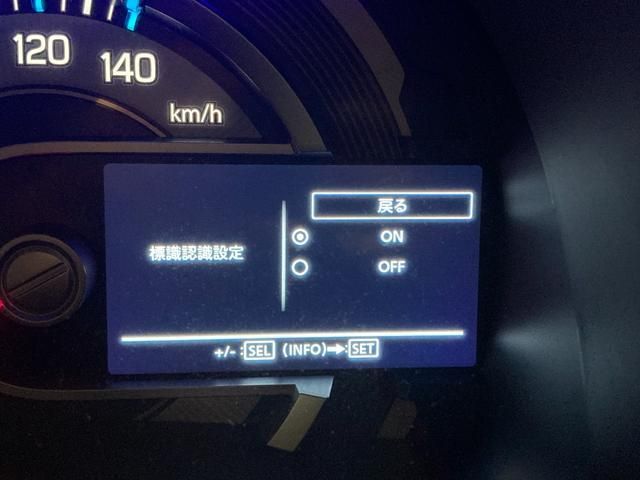 120
140
km/h
戻る
ON
標識認識設定
OFF
+/- :SEL (INFO)➡:SET